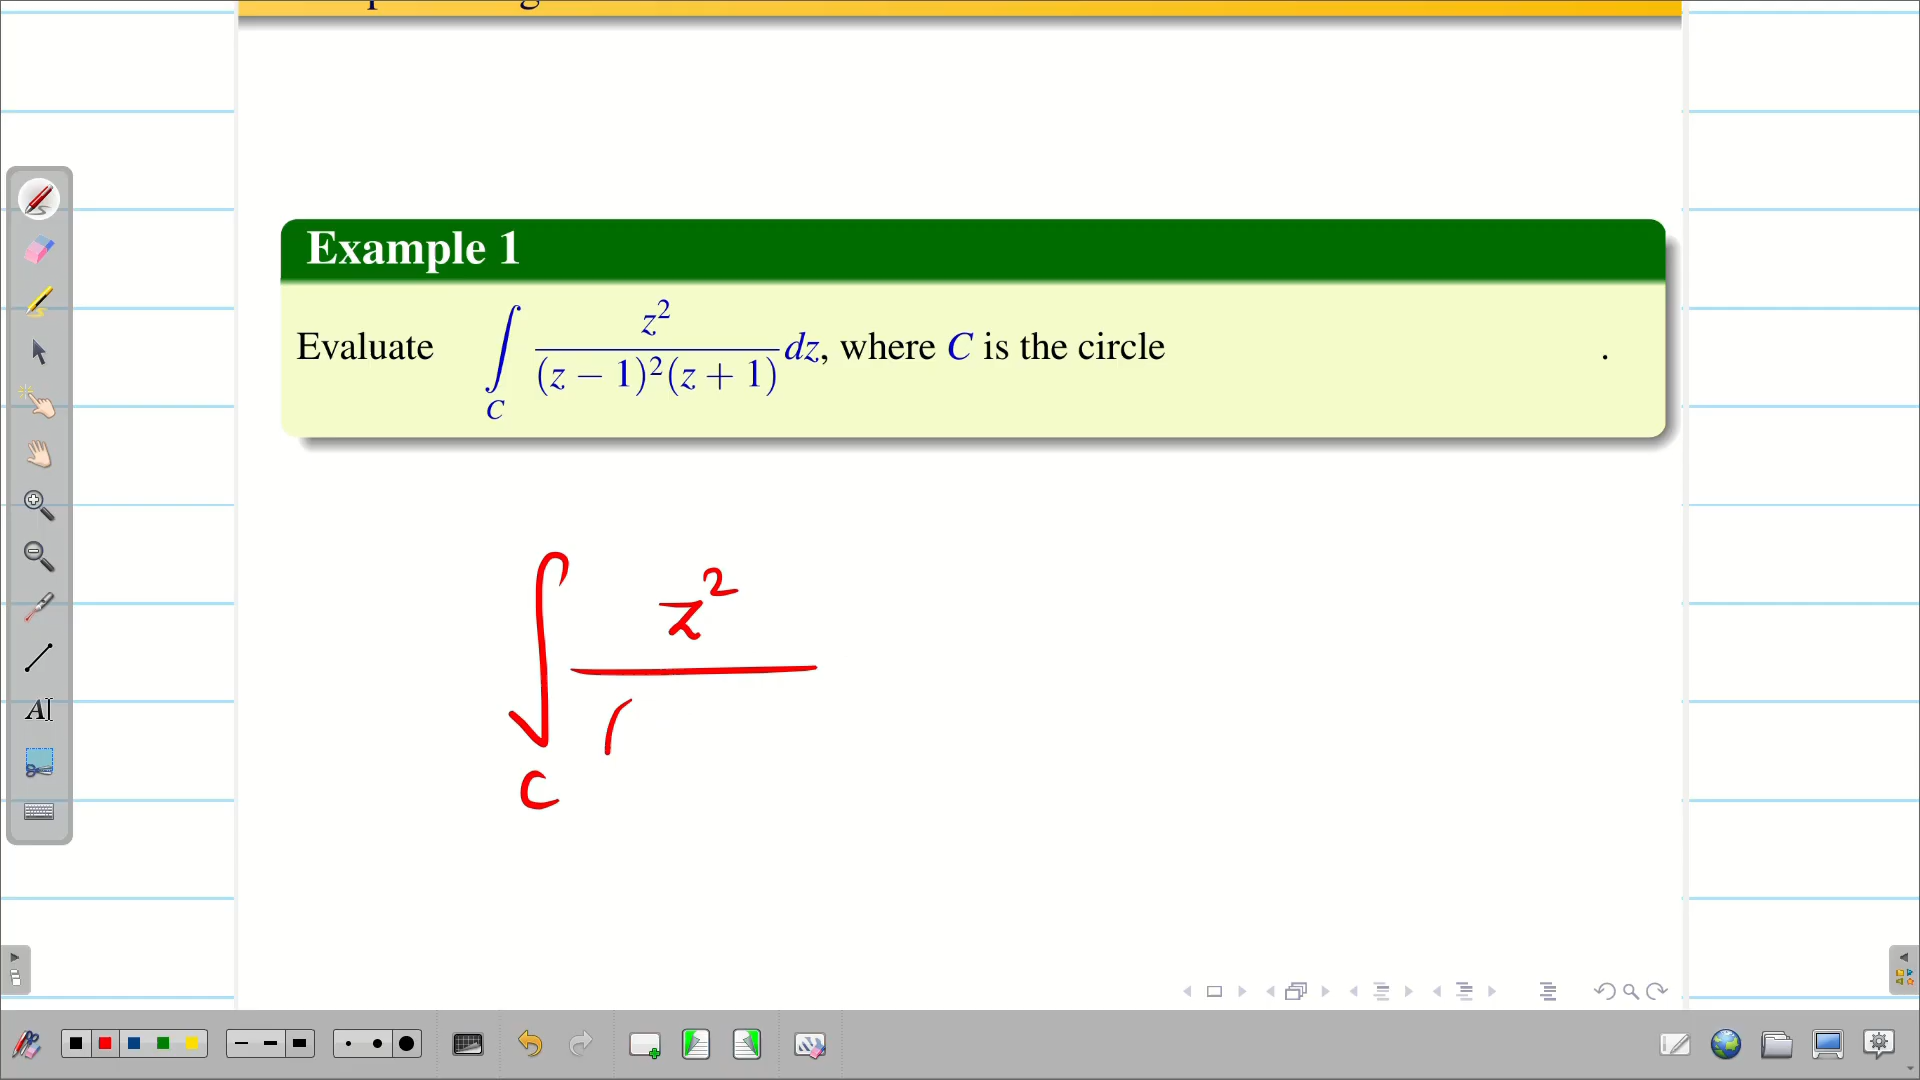 Example 1
Evaluate ∫_C z²/((z − 1)²(z + 1)) dz, where C is the circle .
∫_C z²/(